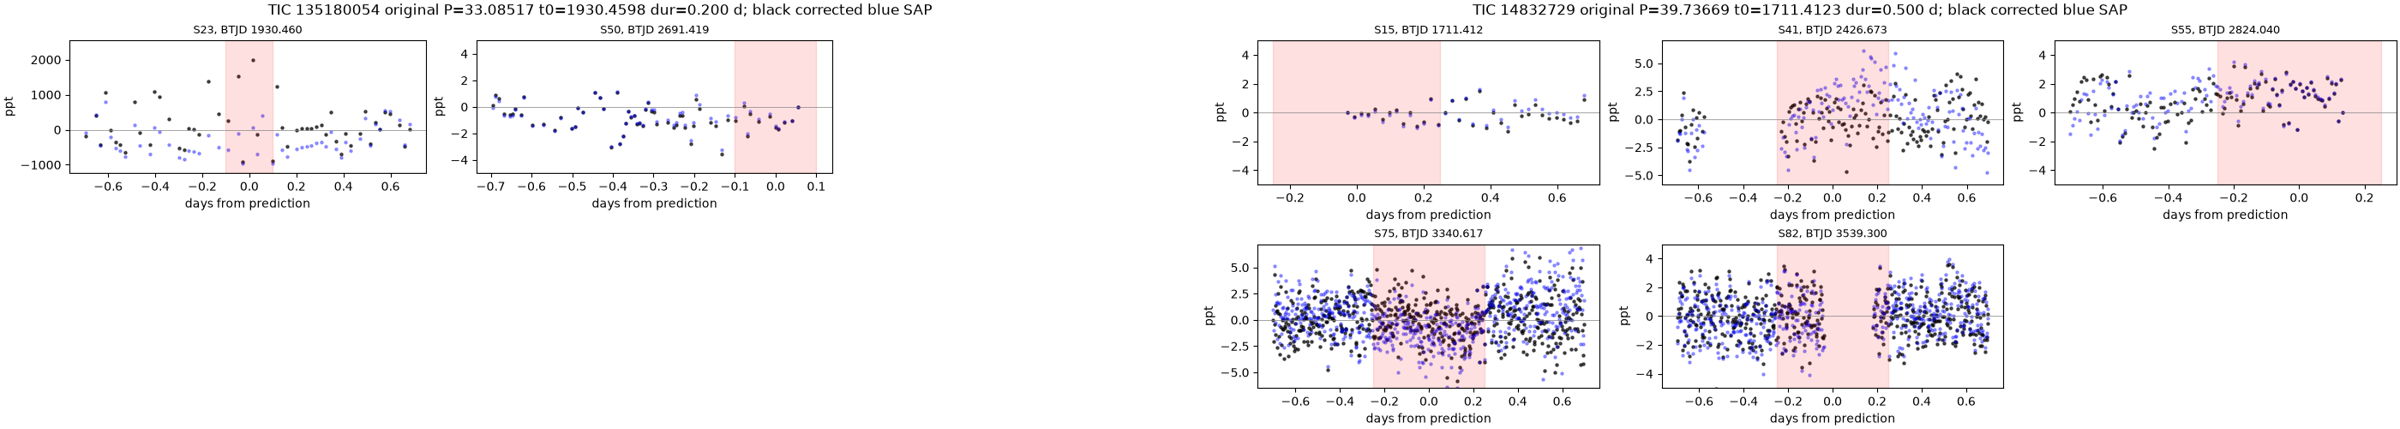 TIC 135180054 original P=33.08517 t0=1930.4598 dur=0.200 d; black corrected blue SAP
S23, BTJD 1930.460
ppt
2000
1000
0
−1000
−0.6 −0.4 −0.2 0.0 0.2 0.4 0.6
days from prediction
S50, BTJD 2691.419
ppt
4
2
0
−2
−4
−0.7 −0.6 −0.5 −0.4 −0.3 −0.2 −0.1 0.0 0.1
days from prediction
TIC 14832729 original P=39.73669 t0=1711.4123 dur=0.500 d; black corrected blue SAP
S15, BTJD 1711.412
ppt
4
2
0
−2
−4
−0.2 0.0 0.2 0.4 0.6
days from prediction
S41, BTJD 2426.673
ppt
5.0
2.5
0.0
−2.5
−5.0
−0.6 −0.4 −0.2 0.0 0.2 0.4 0.6
days from prediction
S55, BTJD 2824.040
ppt
4
2
0
−2
−4
−0.6 −0.4 −0.2 0.0 0.2
days from prediction
S75, BTJD 3340.617
ppt
5.0
2.5
0.0
−2.5
−5.0
−0.6 −0.4 −0.2 0.0 0.2 0.4 0.6
days from prediction
S82, BTJD 3539.300
ppt
4
2
0
−2
−4
−0.6 −0.4 −0.2 0.0 0.2 0.4 0.6
days from prediction